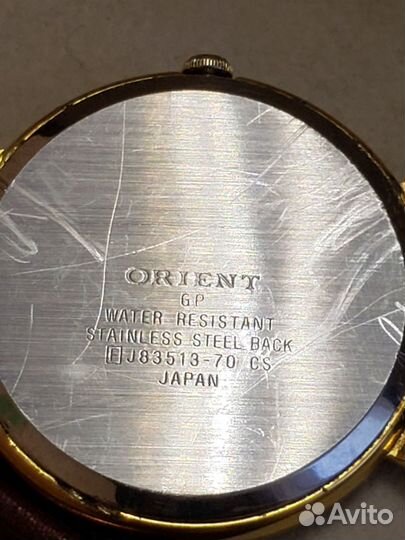 ORIENT
GP
WATER RESISTANT
STAINLESS STEEL BACK
E J83513-70 CS
JAPAN
Avito